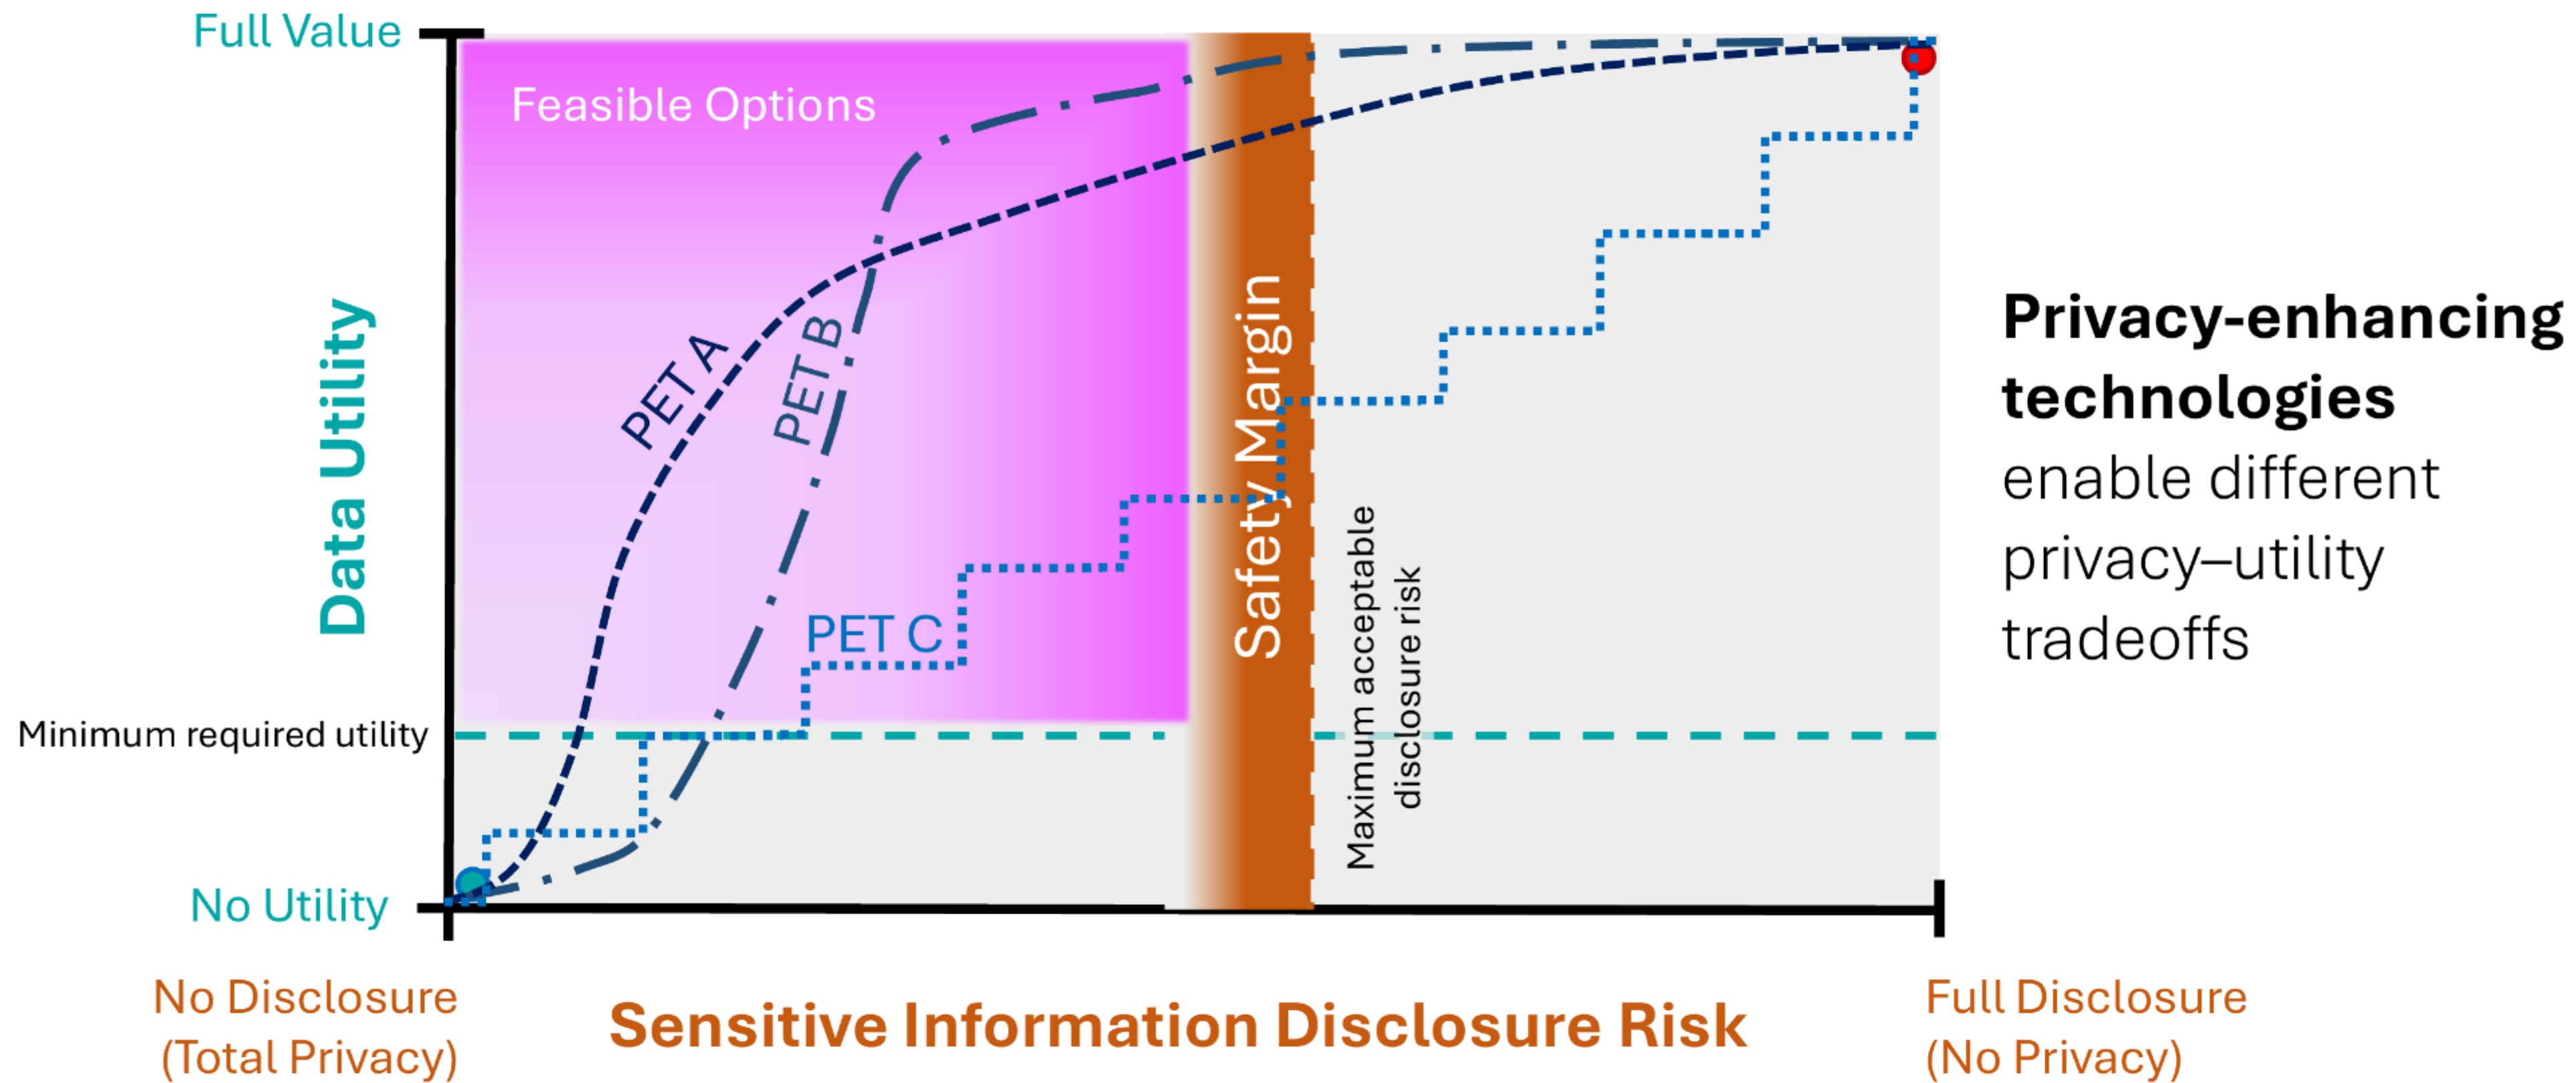 Full Value
Feasible Options
Data Utility
PET A
PET B
PET C
Safety Margin
Maximum acceptable
disclosure risk
Minimum required utility
No Utility
No Disclosure
(Total Privacy)
Sensitive Information Disclosure Risk
Full Disclosure
(No Privacy)
Privacy-enhancing
technologies
enable different
privacy–utility
tradeoffs